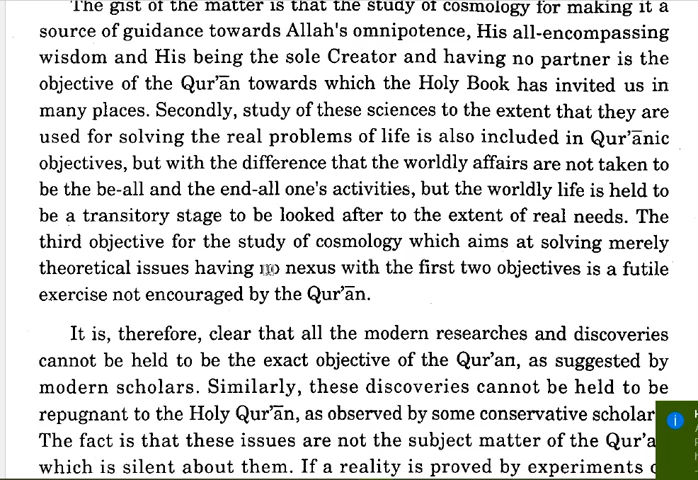 The gist of the matter is that the study of cosmology for making it a
source of guidance towards Allah's omnipotence, His all-encompassing
wisdom and His being the sole Creator and having no partner is the
objective of the Qur'ān towards which the Holy Book has invited us in
many places. Secondly, study of these sciences to the extent that they are
used for solving the real problems of life is also included in Qur'ānic
objectives, but with the difference that the worldly affairs are not taken to
be the be-all and the end-all one's activities, but the worldly life is held to
be a transitory stage to be looked after to the extent of real needs. The
third objective for the study of cosmology which aims at solving merely
theoretical issues having no nexus with the first two objectives is a futile
exercise not encouraged by the Qur'ān.
It is, therefore, clear that all the modern researches and discoveries
cannot be held to be the exact objective of the Qur'an, as suggested by
modern scholars. Similarly, these discoveries cannot be held to be
repugnant to the Holy Qur'ān, as observed by some conservative scholar
The fact is that these issues are not the subject matter of the Qur'a
which is silent about them. If a reality is proved by experiments